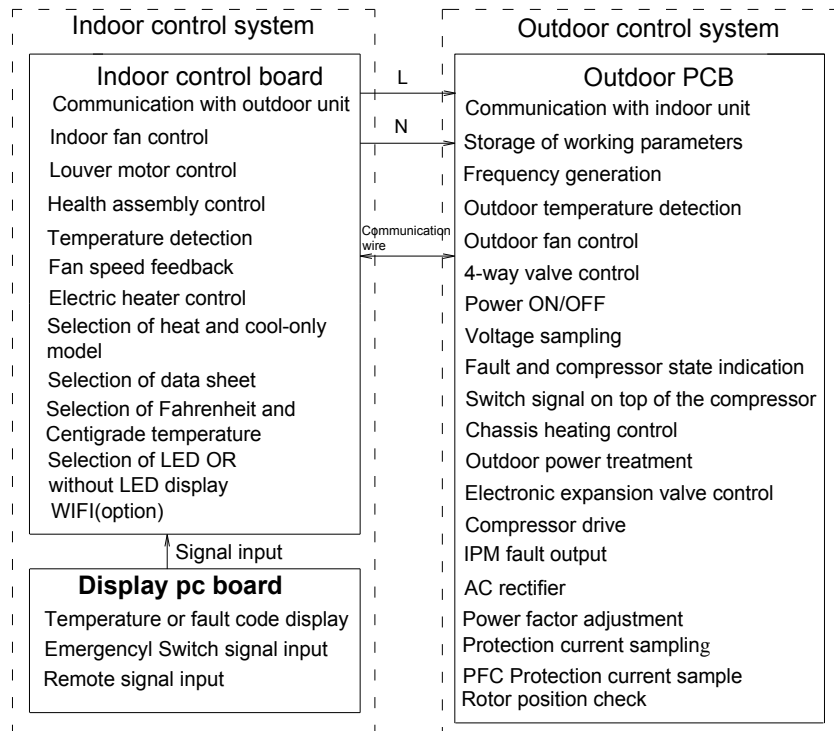 Indoor control system
Indoor control board
Communication with outdoor unit
Indoor fan control
Louver motor control
Health assembly control
Temperature detection
Fan speed feedback
Electric heater control
Selection of heat and cool-only
model
Selection of data sheet
Selection of Fahrenheit and
Centigrade temperature
Selection of LED OR
without LED display
WIFI(option)
Signal input
Display pc board
Temperature or fault code display
Emergencyl Switch signal input
Remote signal input
L
N
Communication
wire
Outdoor control system
Outdoor PCB
Communication with indoor unit
Storage of working parameters
Frequency generation
Outdoor temperature detection
Outdoor fan control
4-way valve control
Power ON/OFF
Voltage sampling
Fault and compressor state indication
Switch signal on top of the compressor
Chassis heating control
Outdoor power treatment
Electronic expansion valve control
Compressor drive
IPM fault output
AC rectifier
Power factor adjustment
Protection current sampling
PFC Protection current sample
Rotor position check